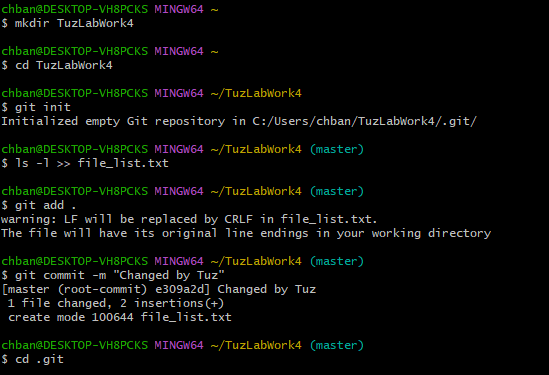 chban@DESKTOP-VH8PCKS MINGW64 ~
$ mkdir TuzLabWork4
chban@DESKTOP-VH8PCKS MINGW64 ~
$ cd TuzLabWork4
chban@DESKTOP-VH8PCKS MINGW64 ~/TuzLabWork4
$ git init
Initialized empty Git repository in C:/Users/chban/TuzLabWork4/.git/
chban@DESKTOP-VH8PCKS MINGW64 ~/TuzLabWork4 (master)
$ ls -l >> file_list.txt
chban@DESKTOP-VH8PCKS MINGW64 ~/TuzLabWork4 (master)
$ git add .
warning: LF will be replaced by CRLF in file_list.txt.
The file will have its original line endings in your working directory
chban@DESKTOP-VH8PCKS MINGW64 ~/TuzLabWork4 (master)
$ git commit -m "Changed by Tuz"
[master (root-commit) e309a2d] Changed by Tuz
1 file changed, 2 insertions(+)
create mode 100644 file_list.txt
chban@DESKTOP-VH8PCKS MINGW64 ~/TuzLabWork4 (master)
$ cd .git